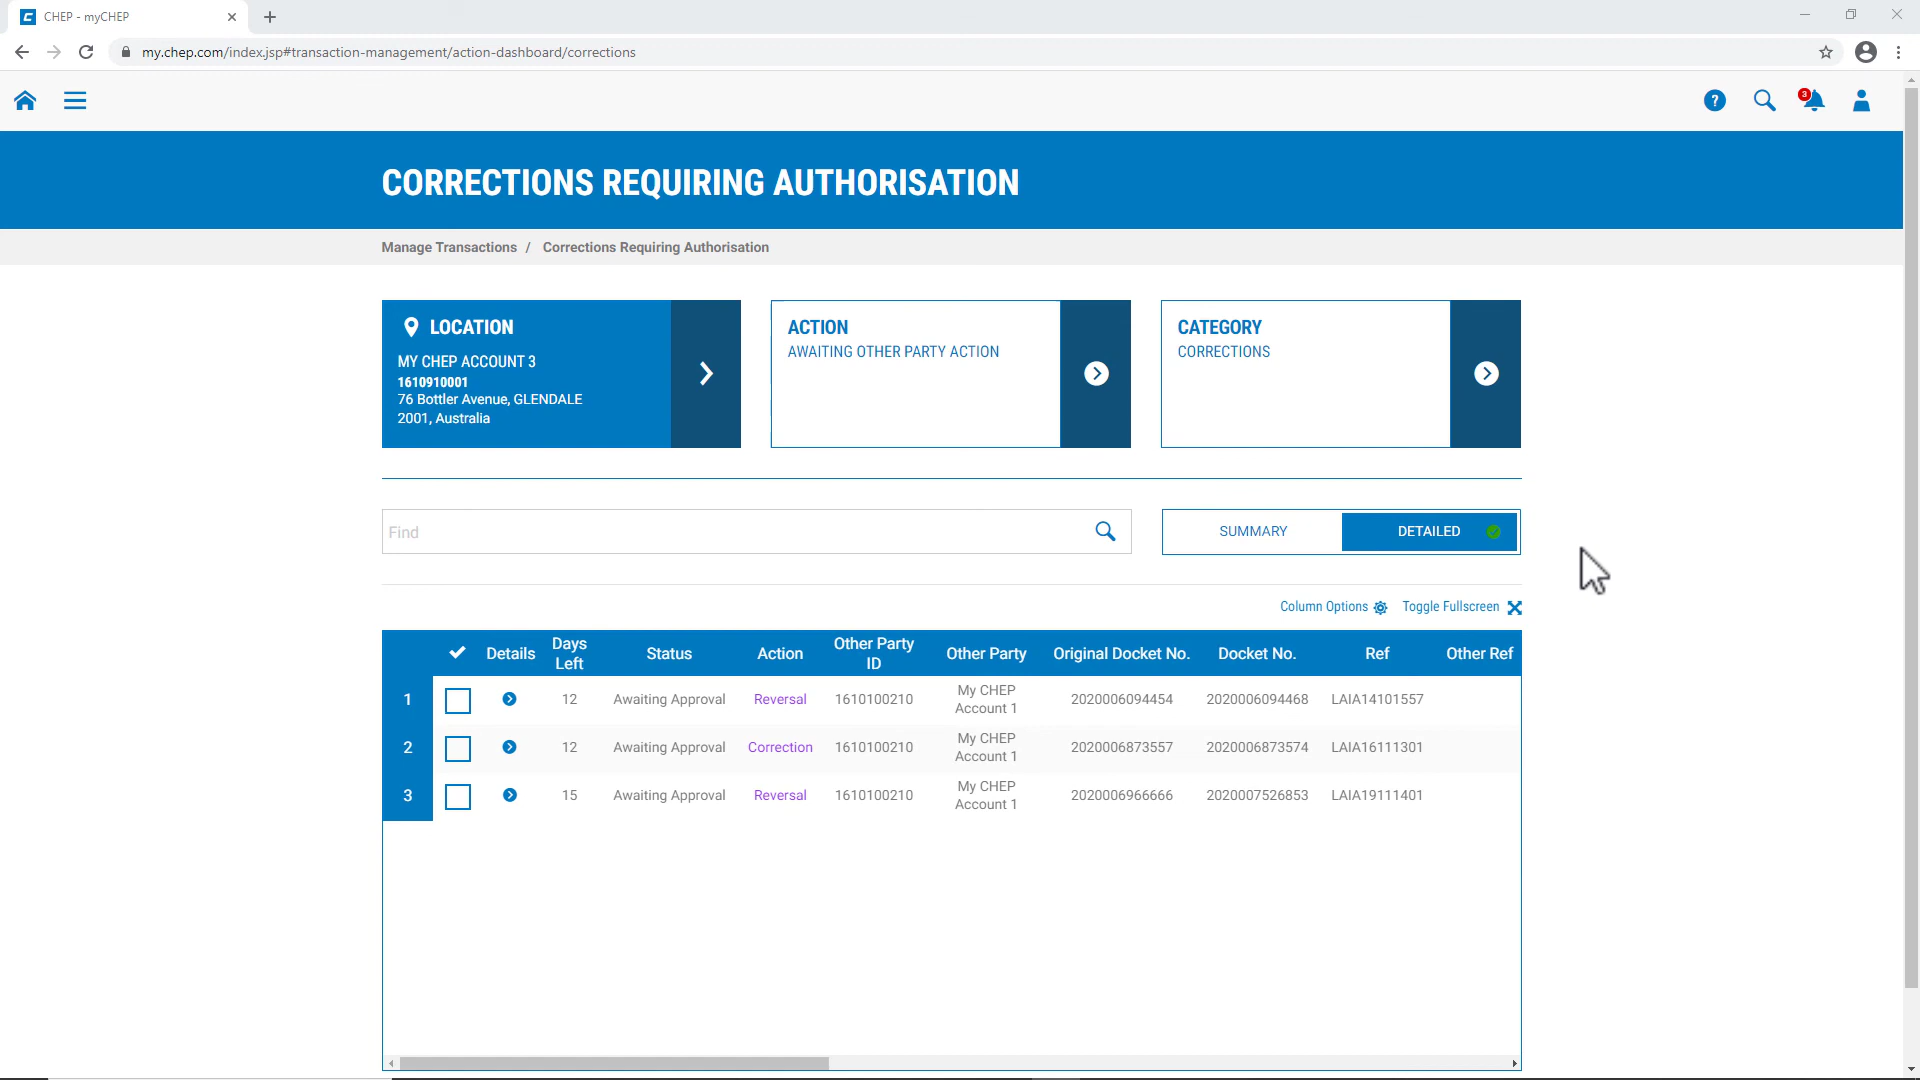 CHEP - myCHEP
my.chep.com/index.jsp#transaction-management/action-dashboard/corrections
?
3
CORRECTIONS REQUIRING AUTHORISATION
Manage Transactions / Corrections Requiring Authorisation
LOCATION
MY CHEP ACCOUNT 3
1610910001
76 Bottler Avenue, GLENDALE
2001, Australia
ACTION
AWAITING OTHER PARTY ACTION
CATEGORY
CORRECTIONS
Find
SUMMARY
DETAILED
Column Options
Toggle Fullscreen
Details Days Left Status Action Other Party ID Other Party Original Docket No. Docket No. Ref Other Ref
1 12 Awaiting Approval Reversal 1610100210 My CHEP Account 1 2020006094454 2020006094468 LAIA14101557
2 12 Awaiting Approval Correction 1610100210 My CHEP Account 1 2020006873557 2020006873574 LAIA16111301
3 15 Awaiting Approval Reversal 1610100210 My CHEP Account 1 2020006966666 2020007526853 LAIA19111401